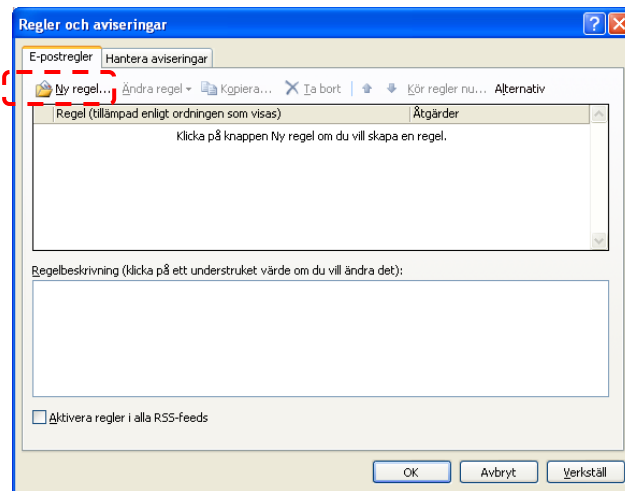 Regler och aviseringar
E-postregler Hantera aviseringar
Ny regel... Ändra regel Kopiera... Ta bort Kör regler nu... Alternativ
Regel (tillämpad enligt ordningen som visas) Åtgärder
Klicka på knappen Ny regel om du vill skapa en regel.
Regelbeskrivning (klicka på ett understruket värde om du vill ändra det):
Aktivera regler i alla RSS-feeds
OK Avbryt Verkställ